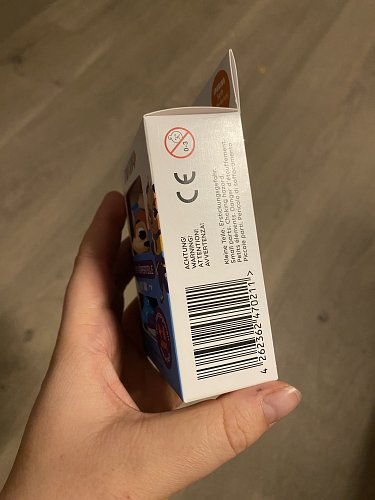 0-3
CE
ACHTUNG!
WARNING!
ATTENTION!
AVVERTENZA!
Kleine Teile. Erstickungsgefahr.
Small parts. Choking hazard.
Petits éléments. Danger d'étouffement.
Piccole parti. Pericolo di soffocamento.
4 262362 470211 >